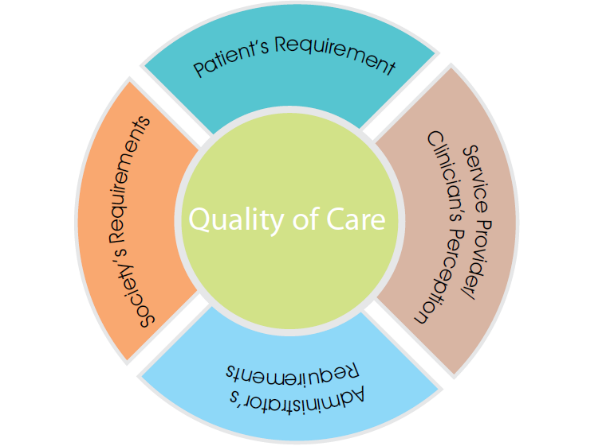 Patient's Requirement
Service Provider/
Clinician's Perception
Quality of Care
Society's Requirements
Administrator's
Requirements